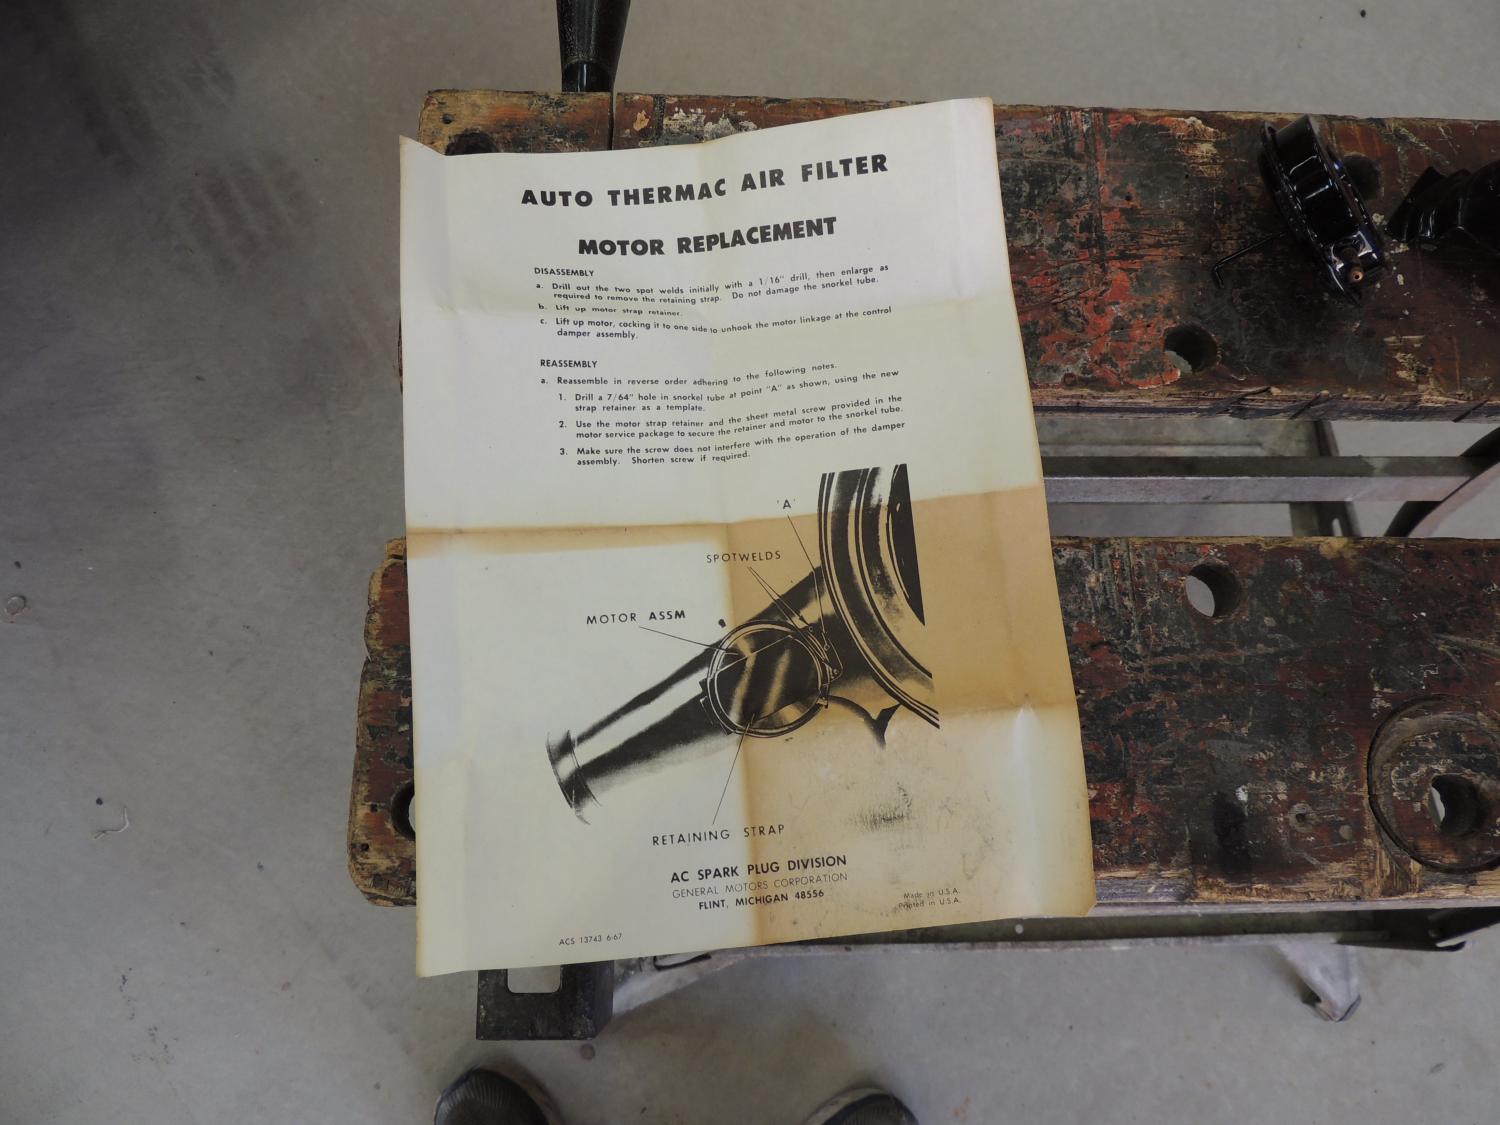 AUTO THERMAC AIR FILTER
MOTOR REPLACEMENT
DISASSEMBLY
a. Drill out the two spot welds initially with a 1/16" drill, then enlarge as
required to remove the retaining strap. Do not damage the snorkel tube.
b. Lift up motor strap retainer.
c. Lift up motor, cocking it to one side to unhook the motor linkage at the control
damper assembly.
REASSEMBLY
a. Reassemble in reverse order adhering to the following notes.
1. Drill a 7/64" hole in snorkel tube at point "A" as shown, using the new
strap retainer as a template.
2. Use the motor strap retainer and the sheet metal screw provided in the
motor service package to secure the retainer and motor to the snorkel tube.
3. Make sure the screw does not interfere with the operation of the damper
assembly. Shorten screw if required.
'A'
SPOTWELDS
MOTOR ASSM
RETAINING STRAP
AC SPARK PLUG DIVISION
GENERAL MOTORS CORPORATION
FLINT, MICHIGAN 48556
Made in U.S.A.
Printed in U.S.A.
ACS 13743 6-67